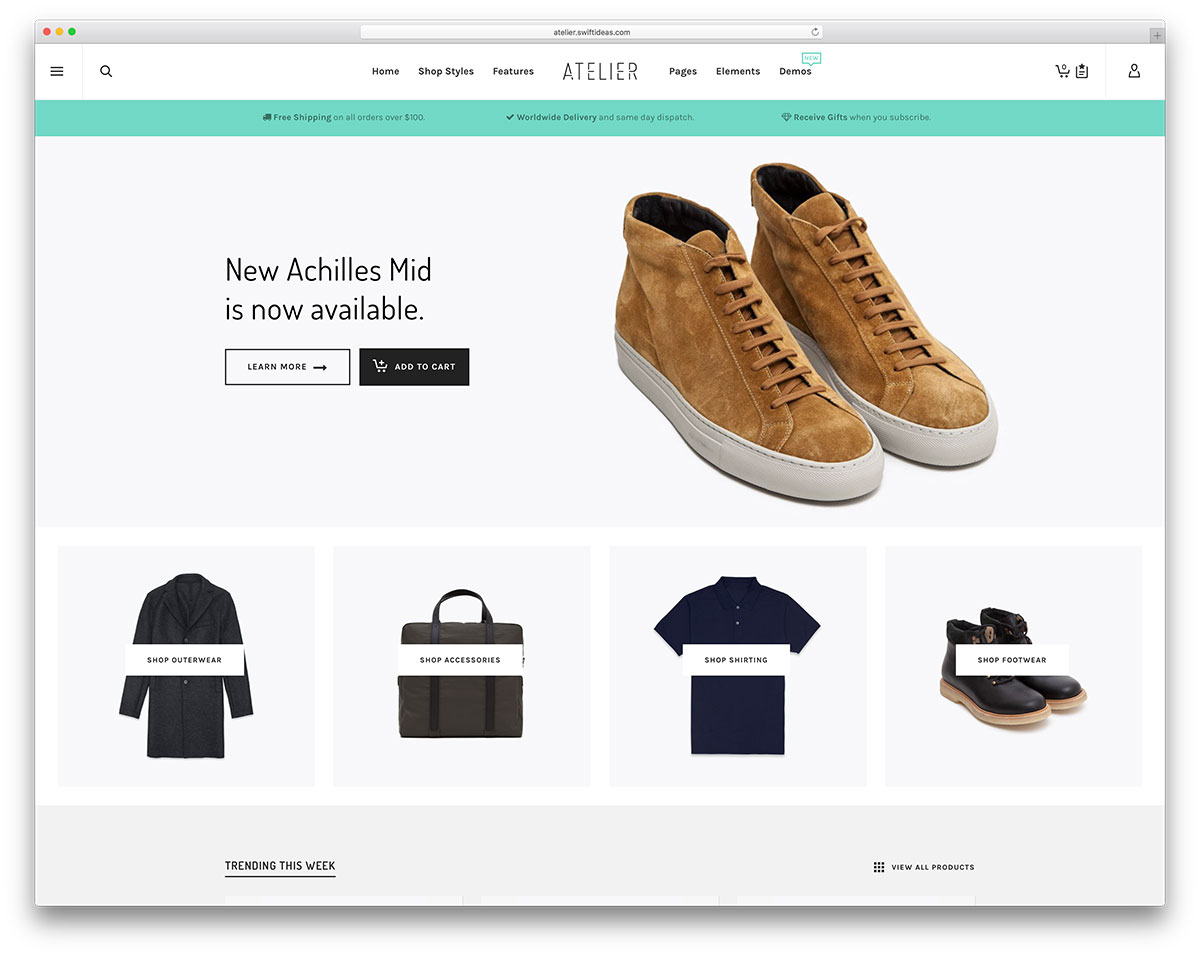 atelier.swiftideas.com
Home Shop Styles Features ATELIER Pages Elements Demos NEW
0
Free Shipping on all orders over $100. Worldwide Delivery and same day dispatch. Receive Gifts when you subscribe.
New Achilles Mid
is now available.
LEARN MORE ADD TO CART
SHOP OUTERWEAR SHOP ACCESSORIES SHOP SHIRTING SHOP FOOTWEAR
TRENDING THIS WEEK VIEW ALL PRODUCTS